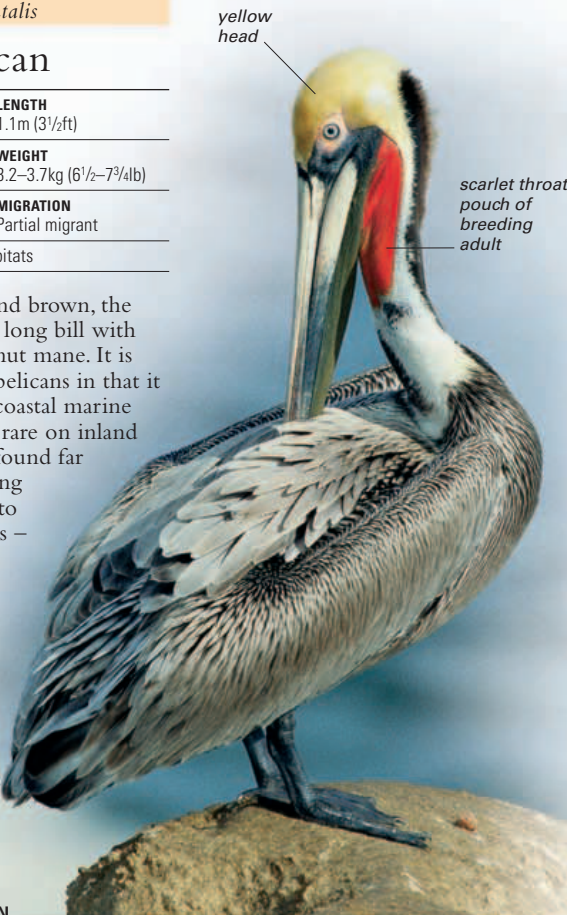 talis
can
LENGTH
1.1m (3½ft)
WEIGHT
3.2–3.7kg (6½–7¾lb)
MIGRATION
Partial migrant
bitats
nd brown, the
long bill with
nut mane. It is
pelicans in that it
coastal marine
rare on inland
found far
ng
to
s –
yellow
head
scarlet throat
pouch of
breeding
adult
N